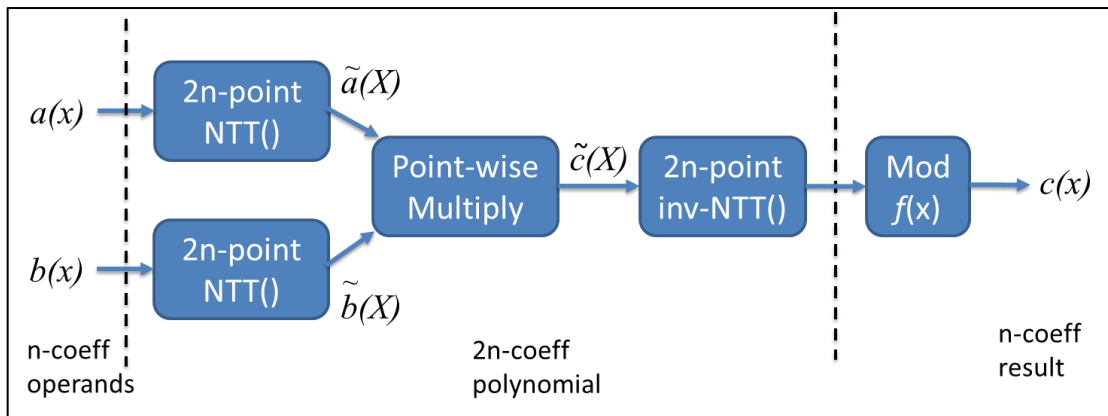 a(x)
2n-point
NTT()
ã(X)
Point-wise
Multiply
c̃(X)
2n-point
inv-NTT()
Mod
f(x)
c(x)
b(x)
2n-point
NTT()
b̃(X)
n-coeff
operands
2n-coeff
polynomial
n-coeff
result